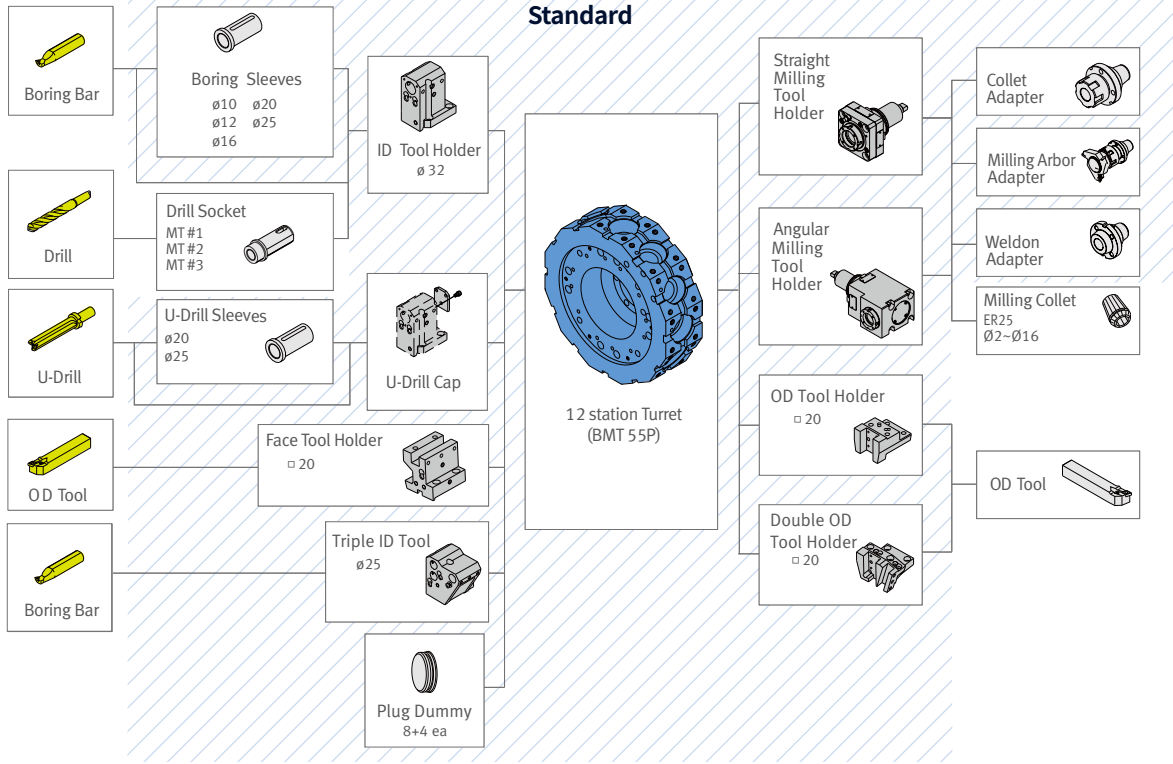 Standard
Boring Bar
Boring Sleeves
ø10 ø20
ø12 ø25
ø16
ID Tool Holder
ø 32
Drill
Drill Socket
MT #1
MT #2
MT #3
U-Drill
U-Drill Sleeves
ø20
ø25
U-Drill Cap
OD Tool
Face Tool Holder
□ 20
Boring Bar
Triple ID Tool
ø25
Plug Dummy
8+4 ea
12 station Turret
(BMT 55P)
Straight
Milling
Tool
Holder
Angular
Milling
Tool
Holder
OD Tool Holder
□ 20
Double OD
Tool Holder
□ 20
Collet
Adapter
Milling Arbor
Adapter
Weldon
Adapter
Milling Collet
ER25
Ø2~Ø16
OD Tool